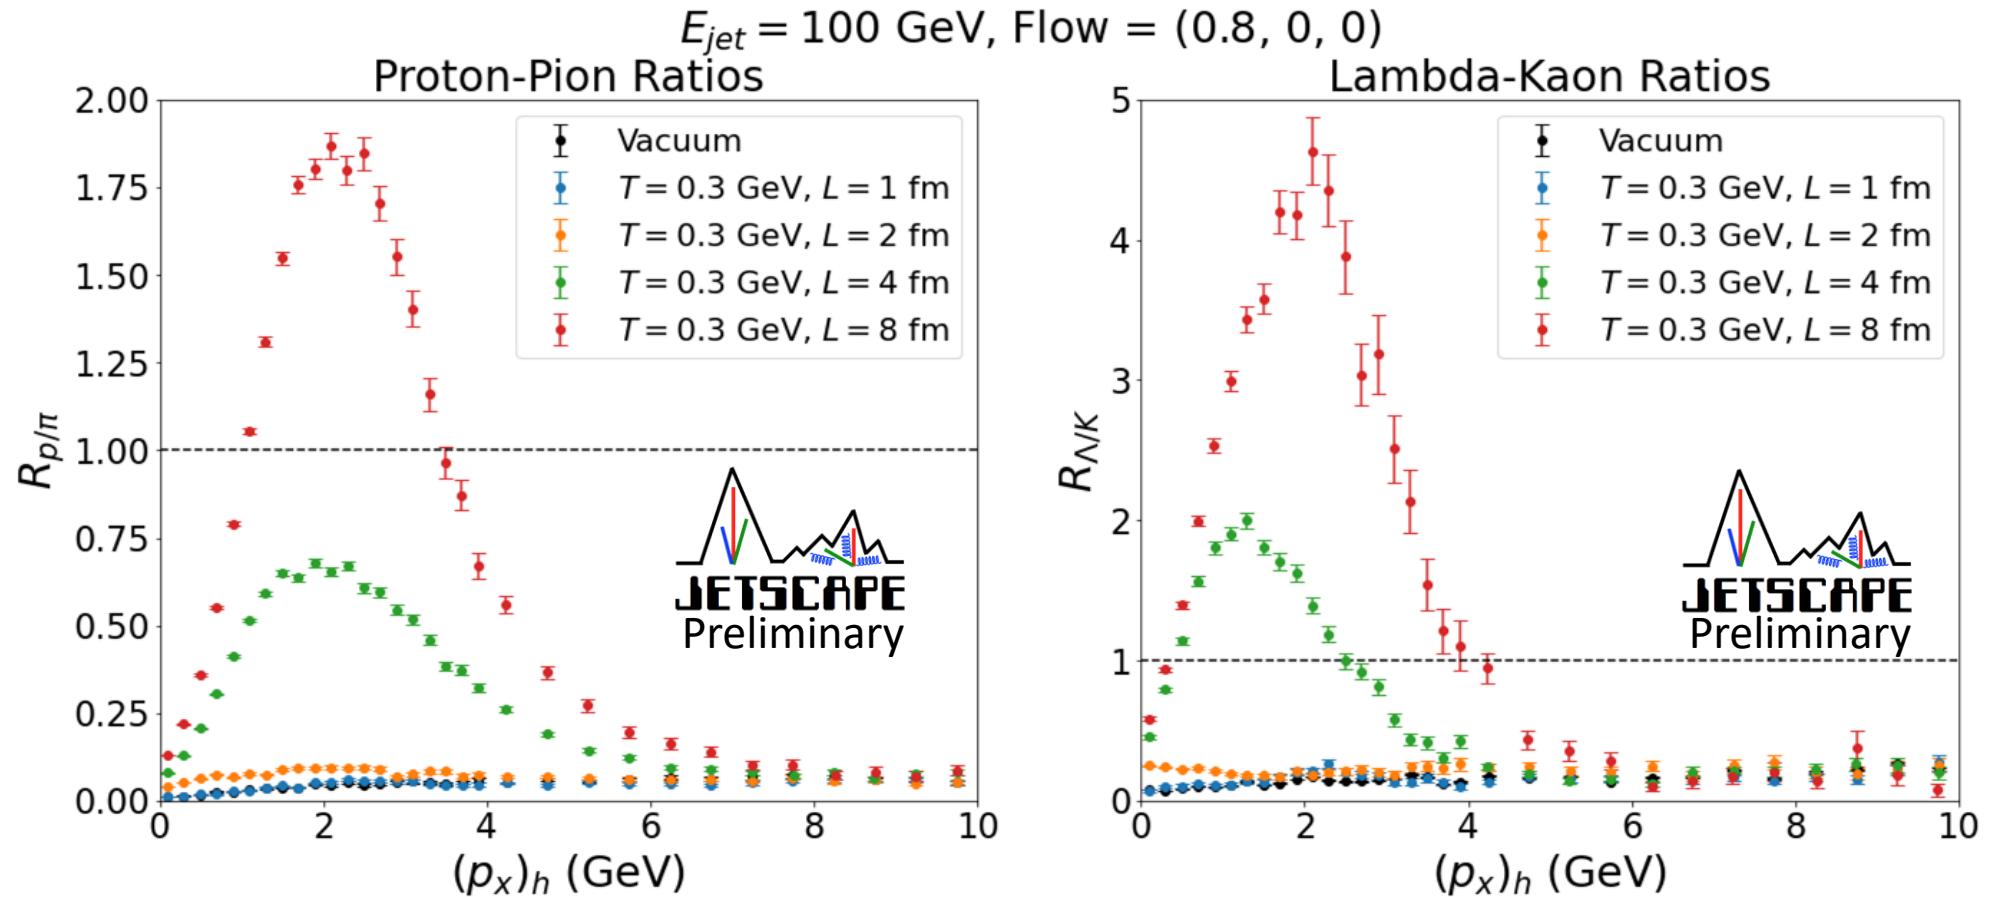 E_jet = 100 GeV, Flow = (0.8, 0, 0)
Proton-Pion Ratios
2.00
1.75
1.50
1.25
1.00
0.75
0.50
0.25
0.00
R_p/π
0 2 4 6 8 10
(p_x)_h (GeV)
Vacuum
T = 0.3 GeV, L = 1 fm
T = 0.3 GeV, L = 2 fm
T = 0.3 GeV, L = 4 fm
T = 0.3 GeV, L = 8 fm
JETSCAPE
Preliminary
Lambda-Kaon Ratios
5
4
3
2
1
0
R_Λ/K
0 2 4 6 8 10
(p_x)_h (GeV)
Vacuum
T = 0.3 GeV, L = 1 fm
T = 0.3 GeV, L = 2 fm
T = 0.3 GeV, L = 4 fm
T = 0.3 GeV, L = 8 fm
JETSCAPE
Preliminary